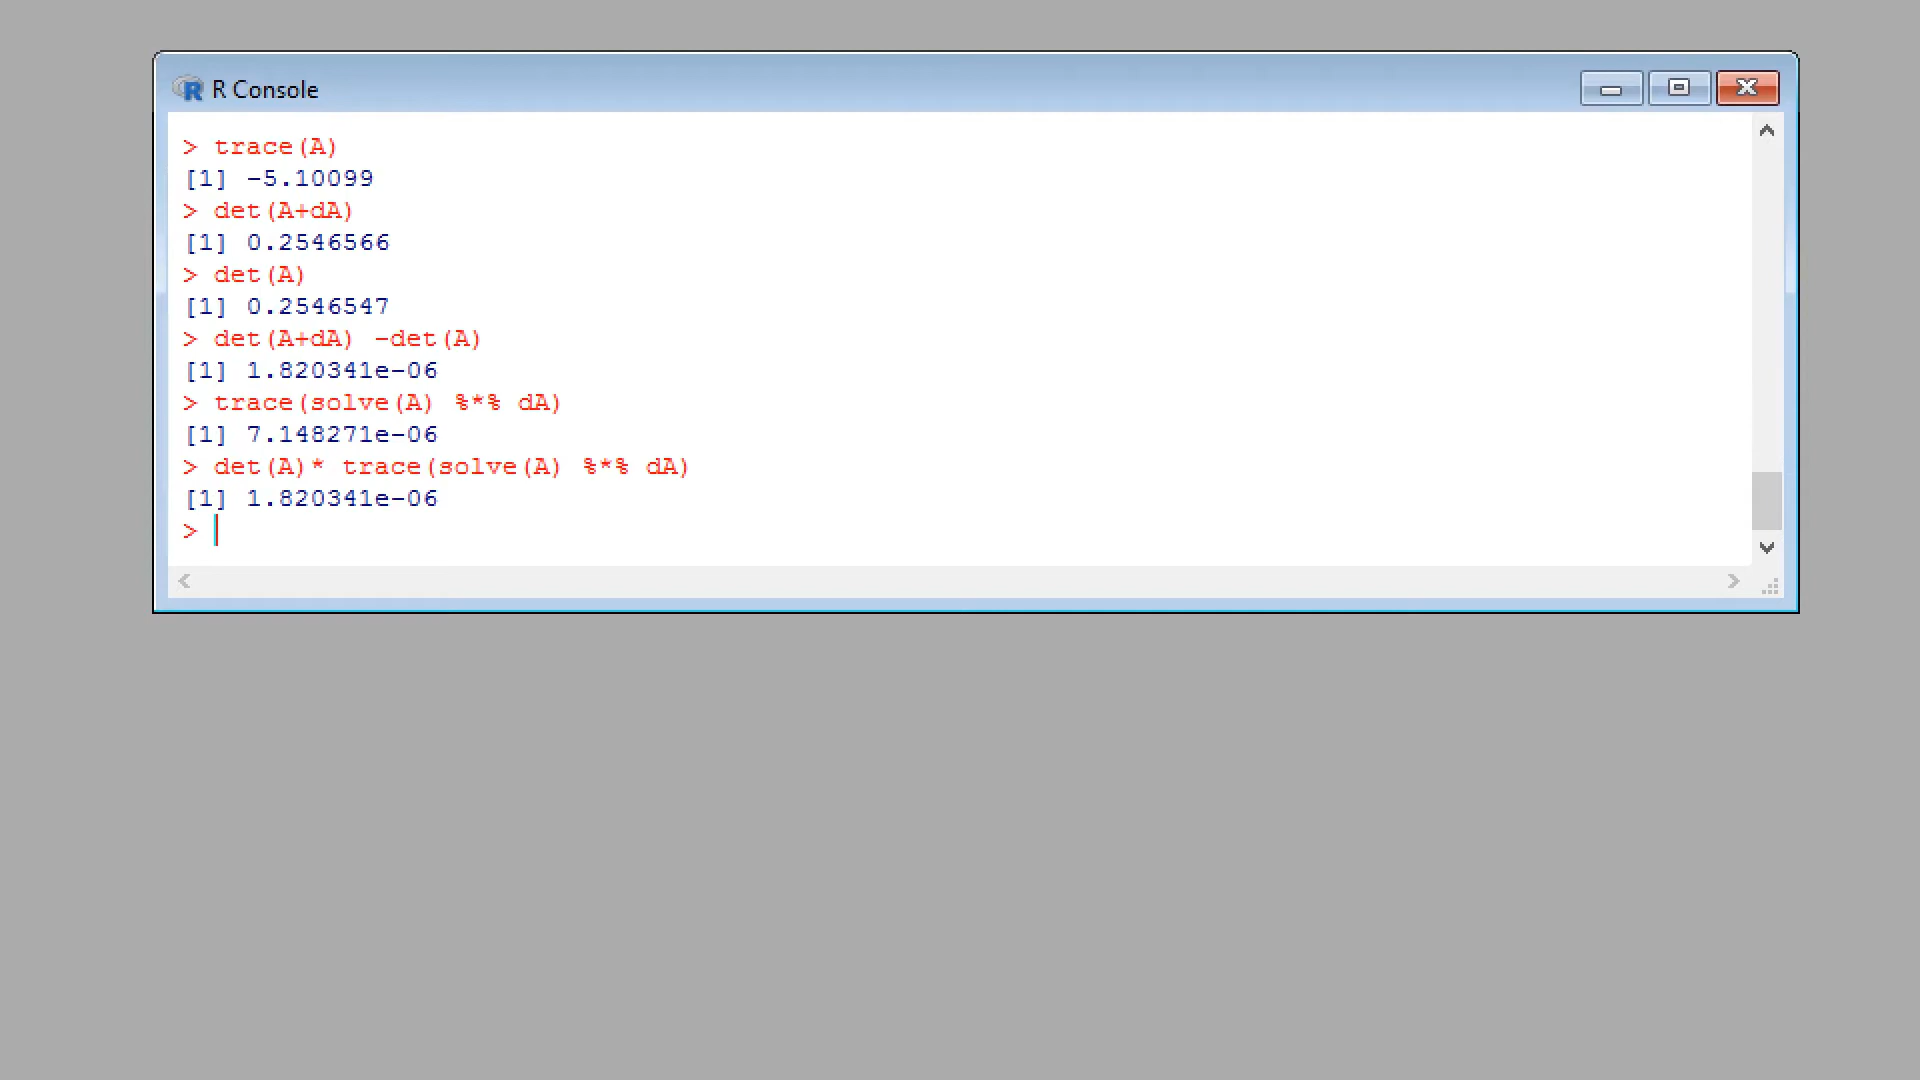 R Console
> trace(A)
[1] -5.10099
> det(A+dA)
[1] 0.2546566
> det(A)
[1] 0.2546547
> det(A+dA) -det(A)
[1] 1.820341e-06
> trace(solve(A) %*% dA)
[1] 7.148271e-06
> det(A)* trace(solve(A) %*% dA)
[1] 1.820341e-06
>